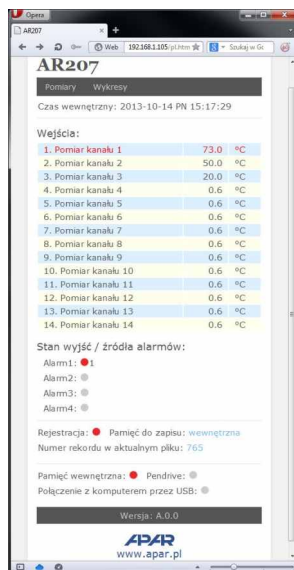 Opera
AR207
Web 192.168.1.105/pl.htm Szukaj w Gc
AR207
Pomiary Wykresy
Czas wewnętrzny: 2013-10-14 PN 15:17:29
Wejścia:
1. Pomiar kanału 1 73.0 °C
2. Pomiar kanału 2 50.0 °C
3. Pomiar kanału 3 20.0 °C
4. Pomiar kanału 4 0.6 °C
5. Pomiar kanału 5 0.6 °C
6. Pomiar kanału 6 0.6 °C
7. Pomiar kanału 7 0.6 °C
8. Pomiar kanału 8 0.6 °C
9. Pomiar kanału 9 0.6 °C
10. Pomiar kanału 10 0.6 °C
11. Pomiar kanału 11 0.6 °C
12. Pomiar kanału 12 0.6 °C
13. Pomiar kanału 13 0.6 °C
14. Pomiar kanału 14 0.6 °C
Stan wyjść / źródła alarmów:
Alarm1: 1
Alarm2:
Alarm3:
Alarm4:
Rejestracja: Pamięć do zapisu: wewnętrzna
Numer rekordu w aktualnym pliku: 765
Pamięć wewnętrzna: Pendrive:
Połączenie z komputerem przez USB:
Wersja: A.0.0
APAR
www.apar.pl